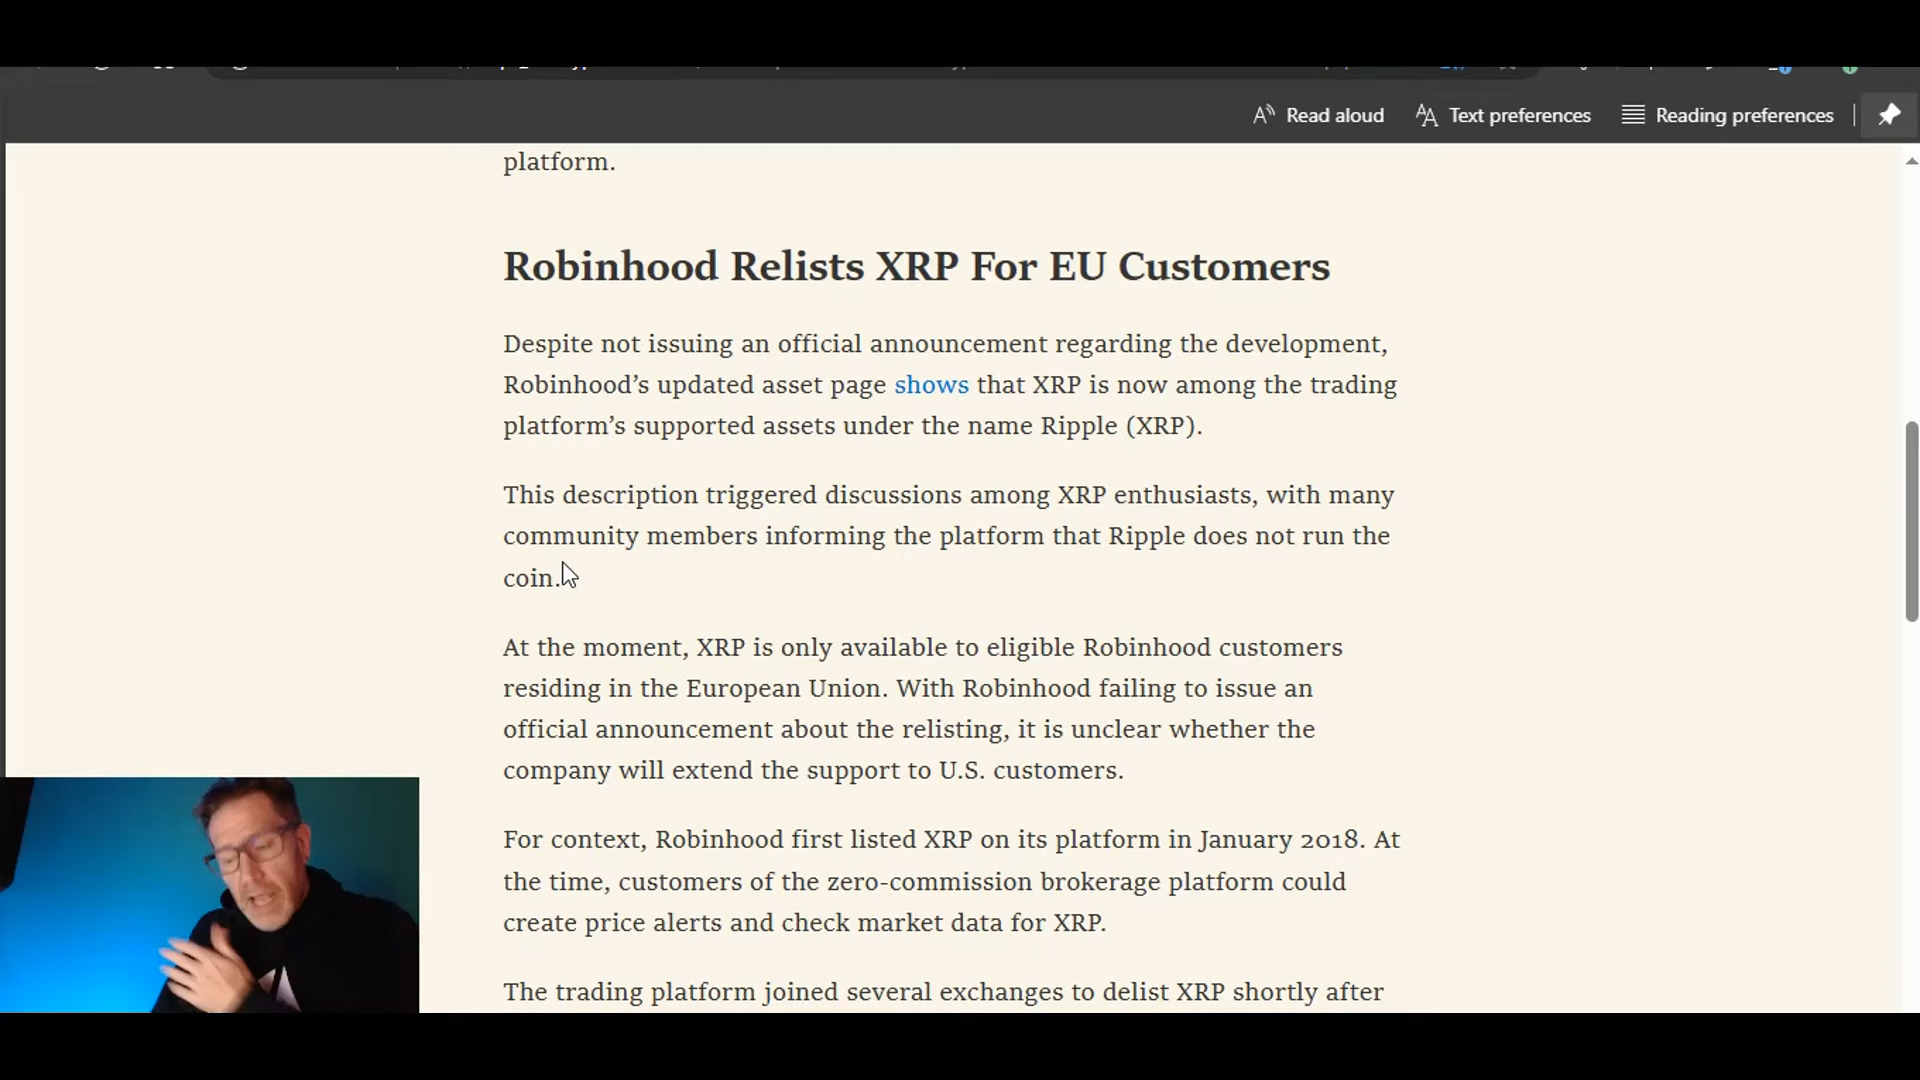 Read aloud
Text preferences
Reading preferences
platform.
Robinhood Relists XRP For EU Customers
Despite not issuing an official announcement regarding the development,
Robinhood’s updated asset page shows that XRP is now among the trading
platform’s supported assets under the name Ripple (XRP).
This description triggered discussions among XRP enthusiasts, with many
community members informing the platform that Ripple does not run the
coin.
At the moment, XRP is only available to eligible Robinhood customers
residing in the European Union. With Robinhood failing to issue an
official announcement about the relisting, it is unclear whether the
company will extend the support to U.S. customers.
For context, Robinhood first listed XRP on its platform in January 2018. At
the time, customers of the zero-commission brokerage platform could
create price alerts and check market data for XRP.
The trading platform joined several exchanges to delist XRP shortly after